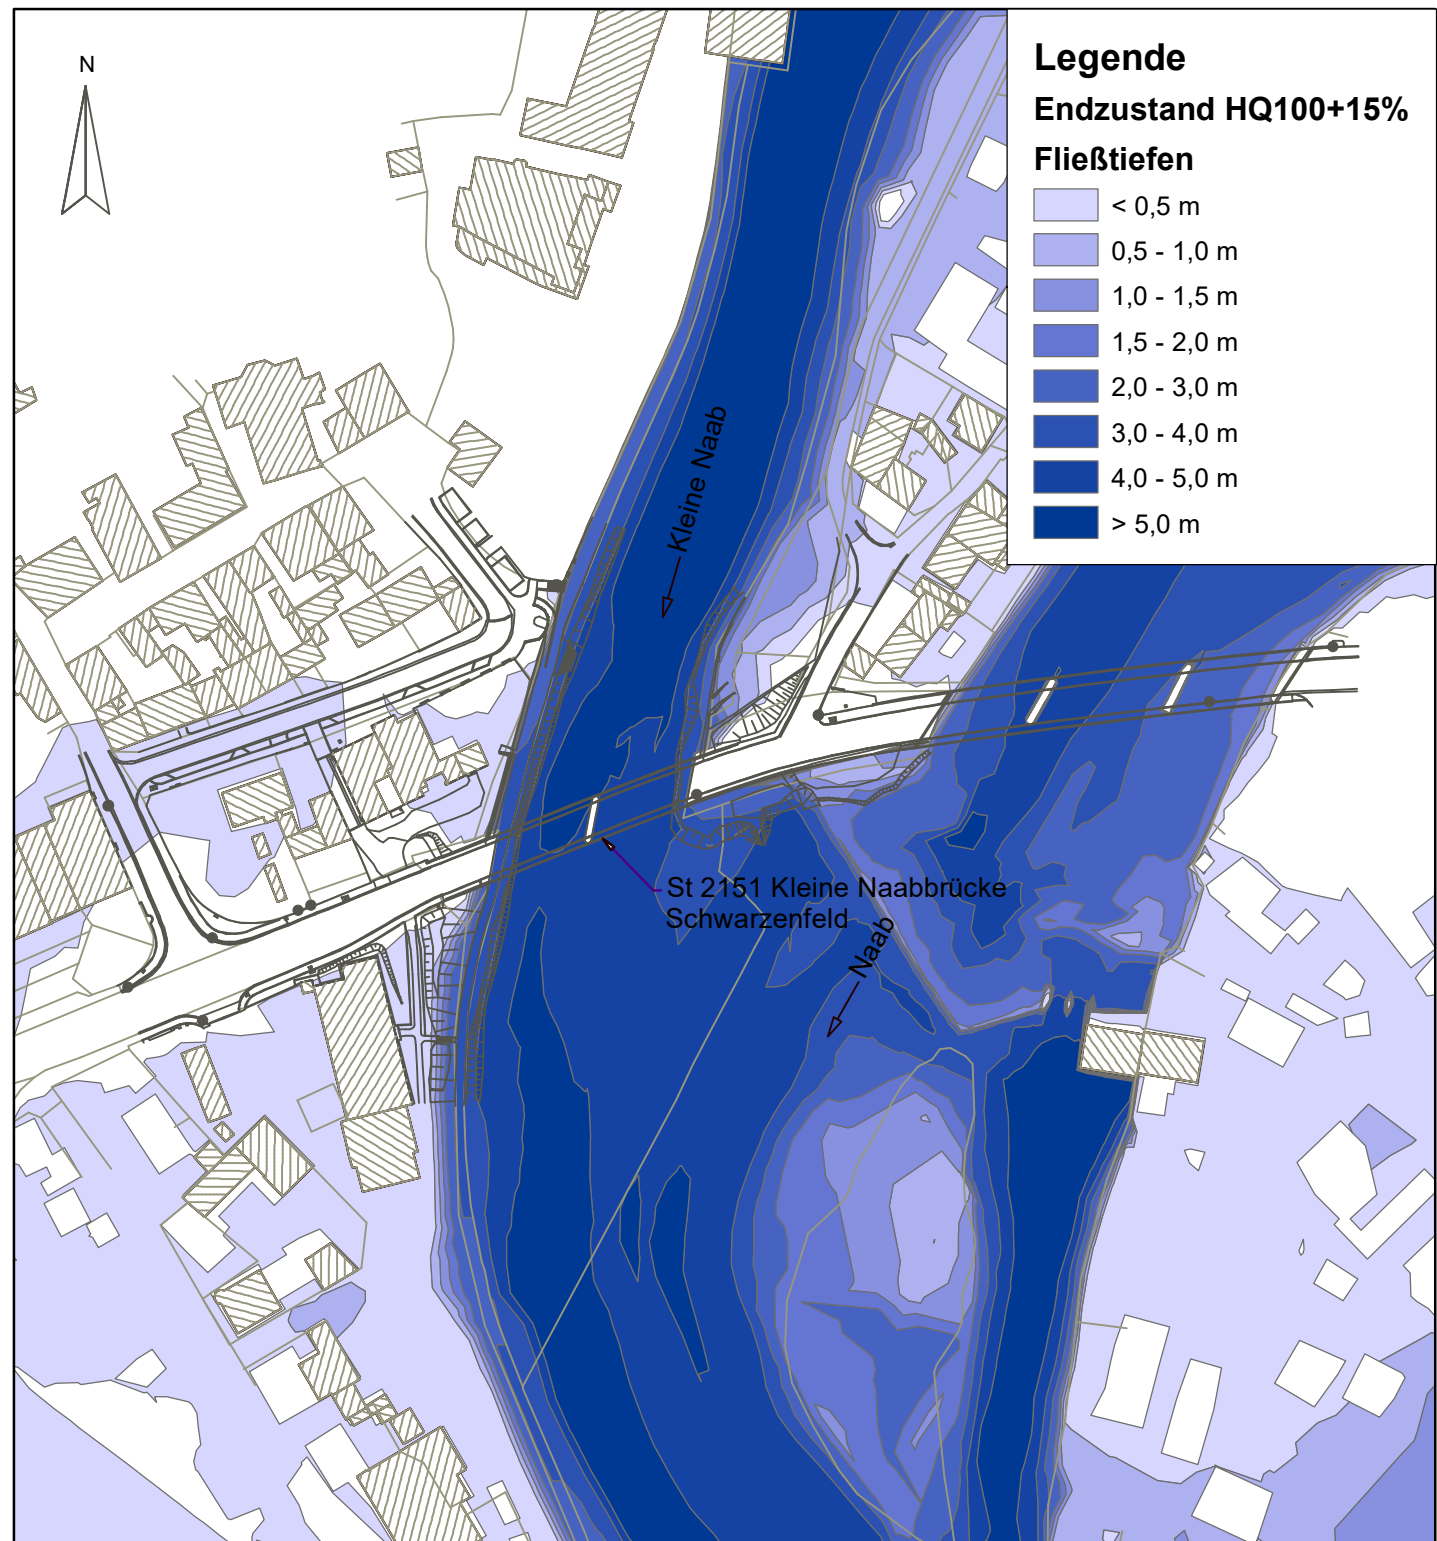 N
Legende
Endzustand HQ100+15%
Fließtiefen
< 0,5 m
0,5 - 1,0 m
1,0 - 1,5 m
1,5 - 2,0 m
2,0 - 3,0 m
3,0 - 4,0 m
4,0 - 5,0 m
> 5,0 m
Kleine Naab
St 2151 Kleine Naabbrücke
Schwarzenfeld
Naab